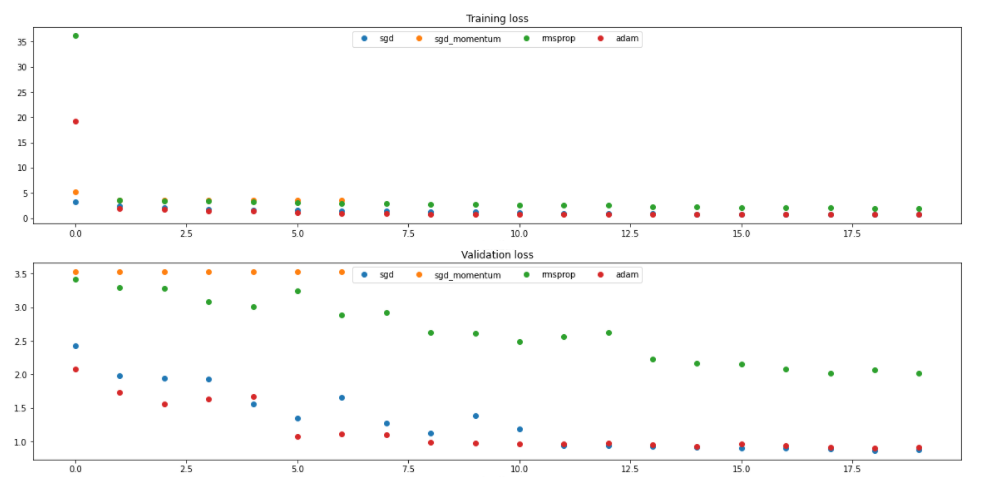 Training loss
sgd sgd_momentum rmsprop adam
35
30
25
20
15
10
5
0
0.0 2.5 5.0 7.5 10.0 12.5 15.0 17.5
Validation loss
sgd sgd_momentum rmsprop adam
3.5
3.0
2.5
2.0
1.5
1.0
0.0 2.5 5.0 7.5 10.0 12.5 15.0 17.5